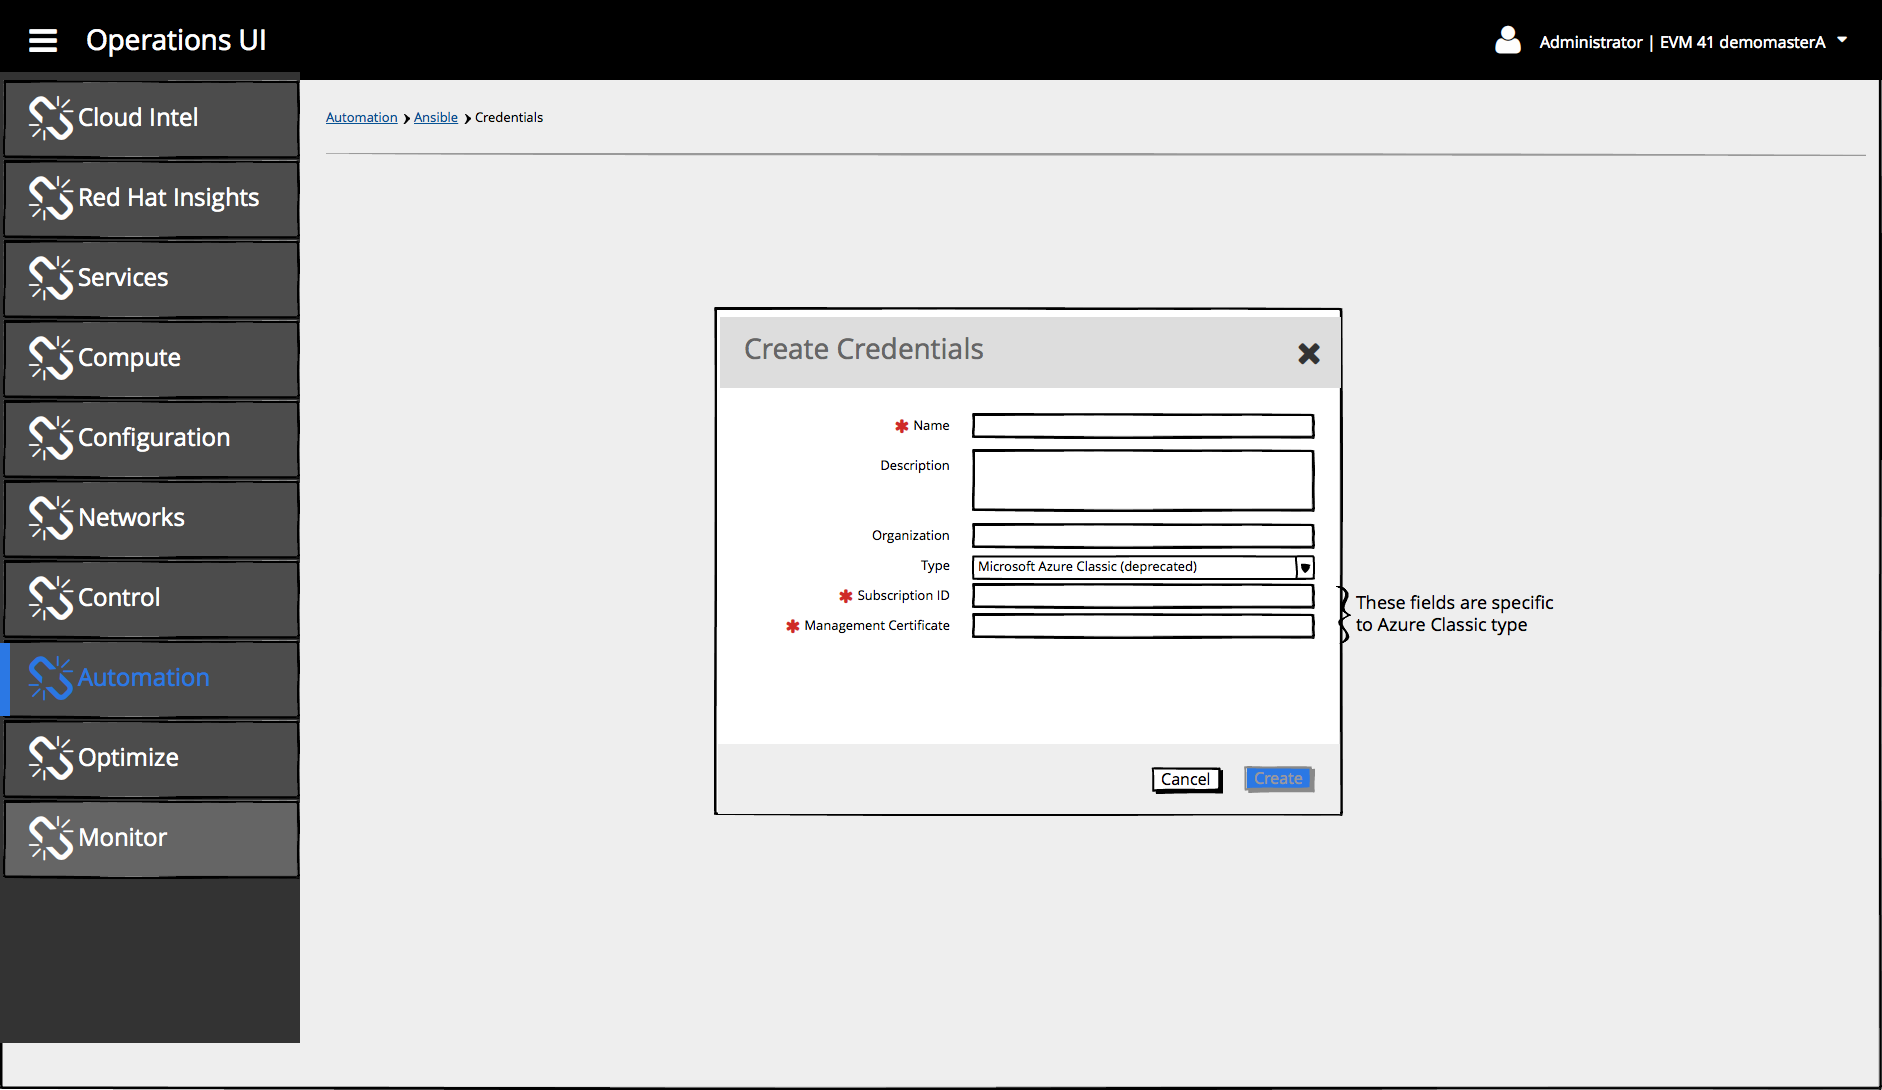 Operations UI
Administrator | EVM 41 demomasterA
Cloud Intel
Red Hat Insights
Services
Compute
Configuration
Networks
Control
Automation
Optimize
Monitor
Automation Ansible Credentials
Create Credentials
* Name
Description
Organization
Type Microsoft Azure Classic (deprecated)
* Subscription ID
* Management Certificate
These fields are specific
to Azure Classic type
Cancel Create